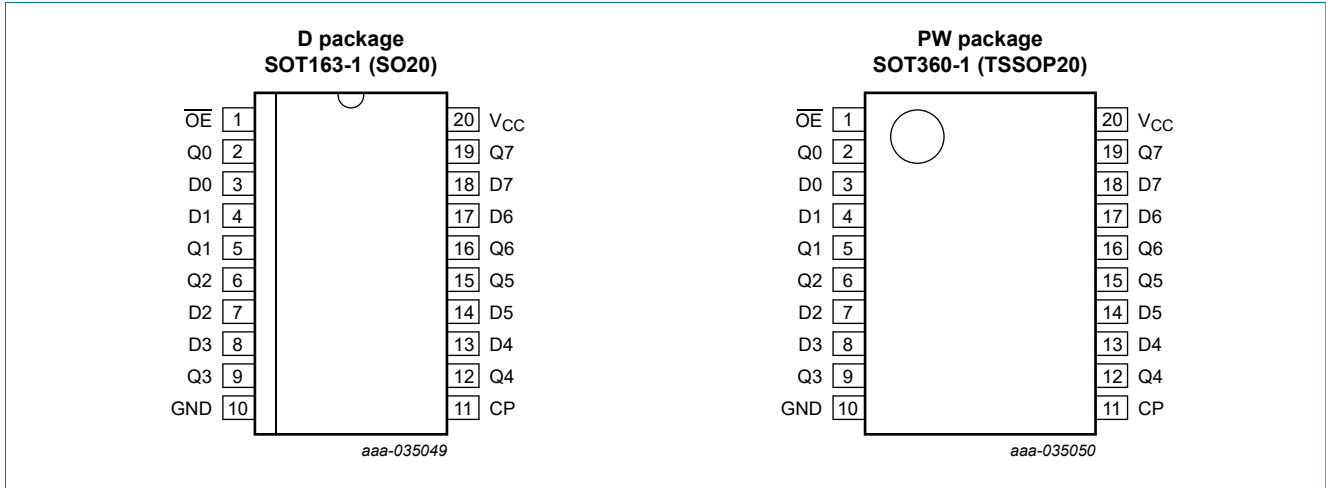 D package
SOT163-1 (SO20)
OE 1 20 VCC
Q0 2 19 Q7
D0 3 18 D7
D1 4 17 D6
Q1 5 16 Q6
Q2 6 15 Q5
D2 7 14 D5
D3 8 13 D4
Q3 9 12 Q4
GND 10 11 CP
aaa-035049
PW package
SOT360-1 (TSSOP20)
OE 1 20 VCC
Q0 2 19 Q7
D0 3 18 D7
D1 4 17 D6
Q1 5 16 Q6
Q2 6 15 Q5
D2 7 14 D5
D3 8 13 D4
Q3 9 12 Q4
GND 10 11 CP
aaa-035050